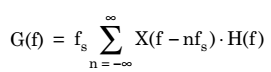 G(f) = f_s ∑_{n = −∞}^{∞} X(f − nf_s) · H(f)